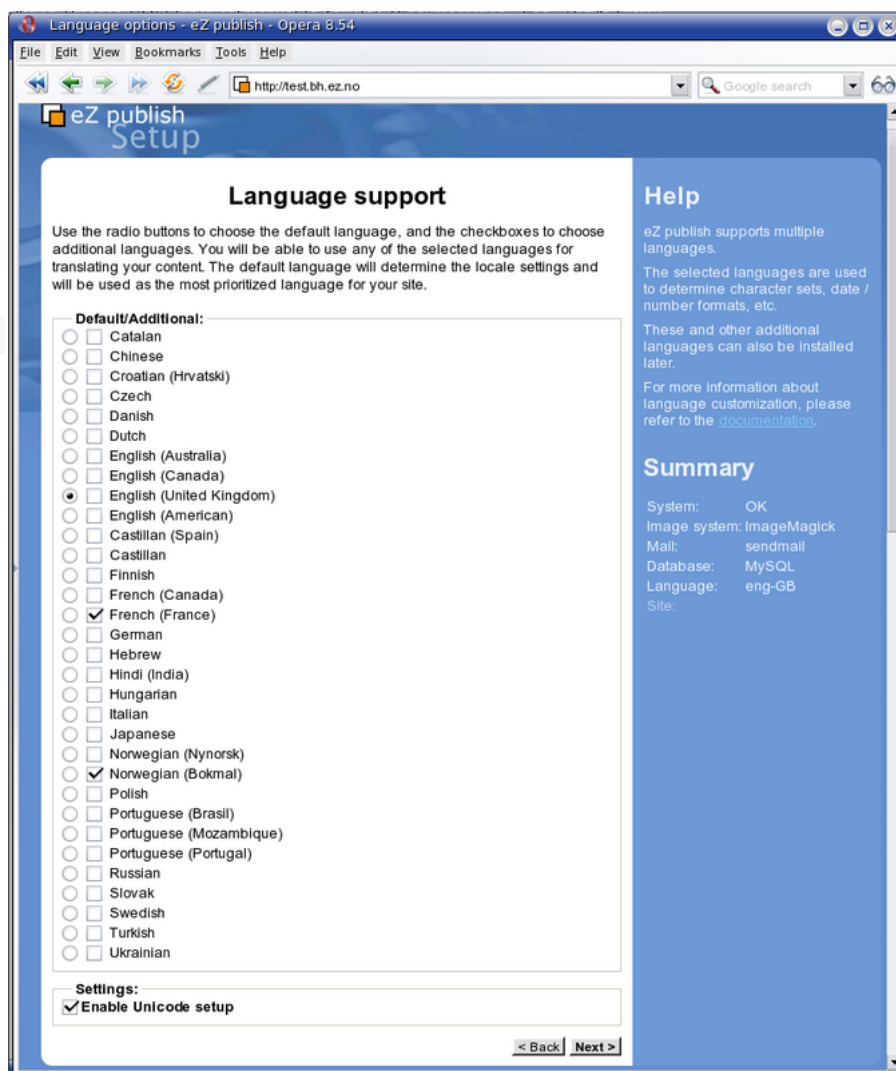 Language options - eZ publish - Opera 8.54
File Edit View Bookmarks Tools Help
http://test.bh.ez.no
Google search
eZ publish
Setup
Language support
Use the radio buttons to choose the default language, and the checkboxes to choose
additional languages. You will be able to use any of the selected languages for
translating your content. The default language will determine the locale settings and
will be used as the most prioritized language for your site.
Default/Additional:
Catalan
Chinese
Croatian (Hrvatski)
Czech
Danish
Dutch
English (Australia)
English (Canada)
English (United Kingdom)
English (American)
Castillan (Spain)
Castillan
Finnish
French (Canada)
French (France)
German
Hebrew
Hindi (India)
Hungarian
Italian
Japanese
Norwegian (Nynorsk)
Norwegian (Bokmal)
Polish
Portuguese (Brasil)
Portuguese (Mozambique)
Portuguese (Portugal)
Russian
Slovak
Swedish
Turkish
Ukrainian
Settings:
Enable Unicode setup
< Back Next >
Help
eZ publish supports multiple
languages.
The selected languages are used
to determine character sets, date /
number formats, etc.
These and other additional
languages can also be installed
later.
For more information about
language customization, please
refer to the documentation.
Summary
System: OK
Image system: ImageMagick
Mail: sendmail
Database: MySQL
Language: eng-GB
Site: